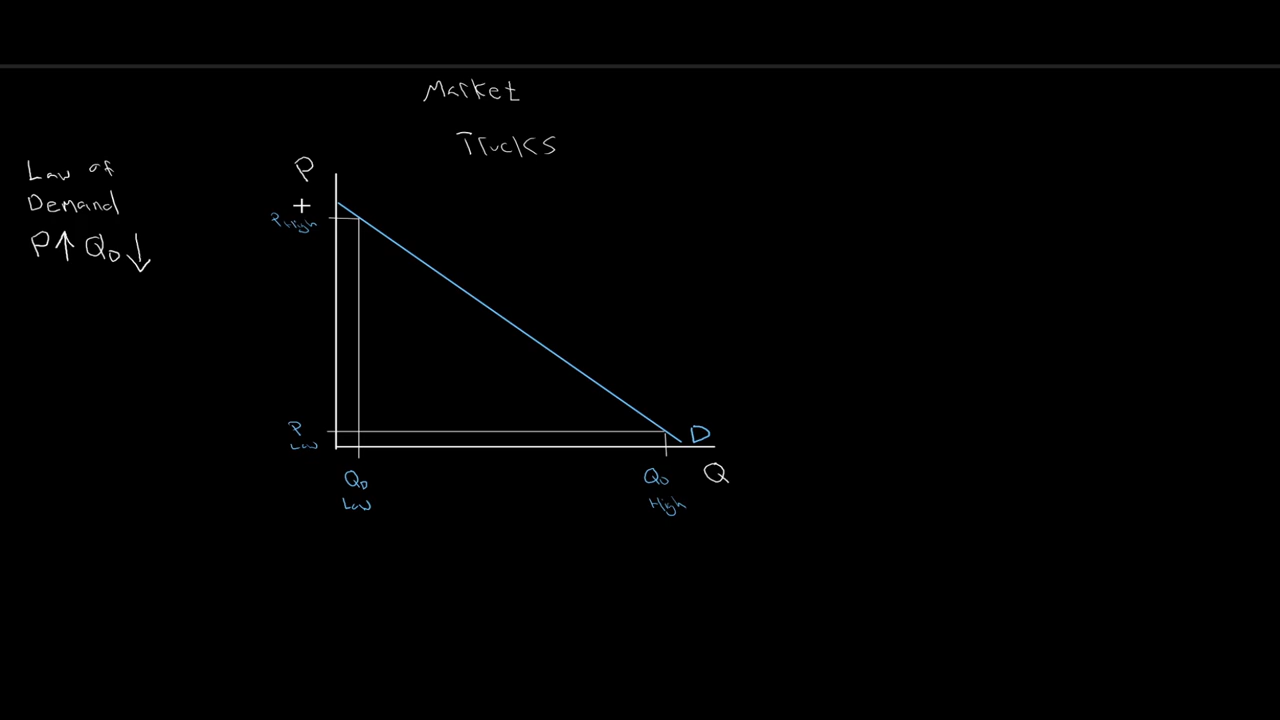 Market
Trucks
Law of
Demand
P↑ QD↓
P
+
P High
P
Low
D
Q
QD
Low
QD
High